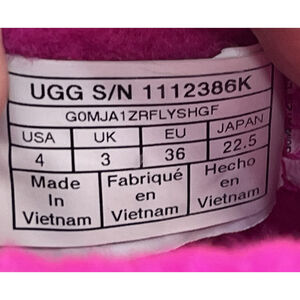 UGG S/N 1112386K
G0MJA1ZRFLYSHGF
USA UK EU JAPAN
4 3 36 22.5
Made Fabriqué Hecho
in en en
Vietnam Vietnam Vietnam